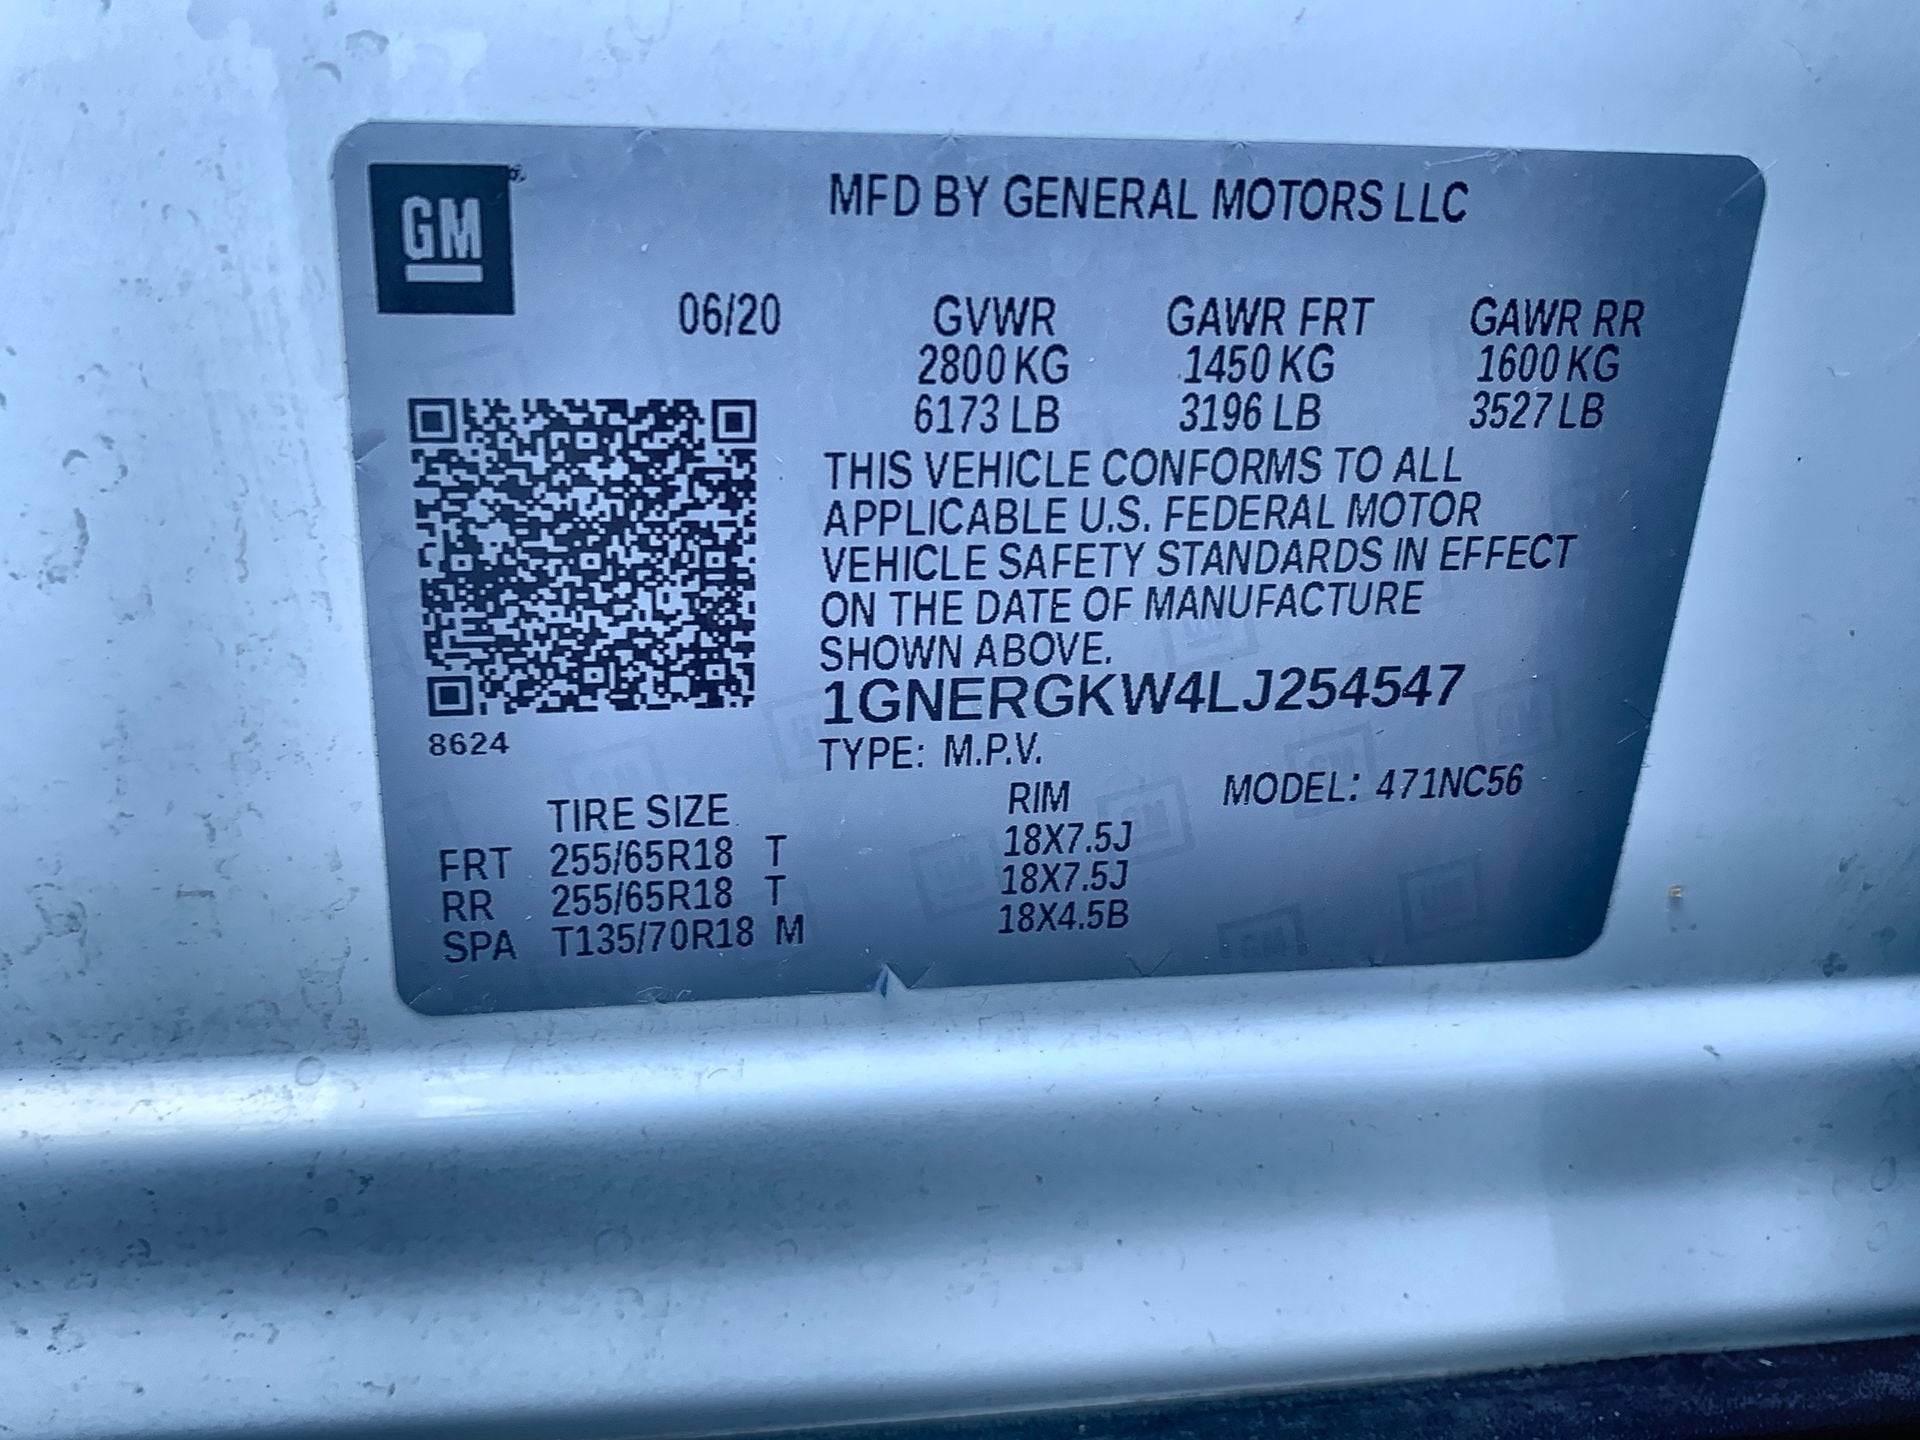 GM
MFD BY GENERAL MOTORS LLC
06/20 GVWR GAWR FRT GAWR RR
2800 KG 1450 KG 1600 KG
6173 LB 3196 LB 3527 LB
THIS VEHICLE CONFORMS TO ALL
APPLICABLE U.S. FEDERAL MOTOR
VEHICLE SAFETY STANDARDS IN EFFECT
ON THE DATE OF MANUFACTURE
SHOWN ABOVE.
1GNERGKW4LJ254547
8624
TYPE: M.P.V.
MODEL: 471NC56
TIRE SIZE RIM
FRT 255/65R18 T 18X7.5J
RR 255/65R18 T 18X7.5J
SPA T135/70R18 M 18X4.5B